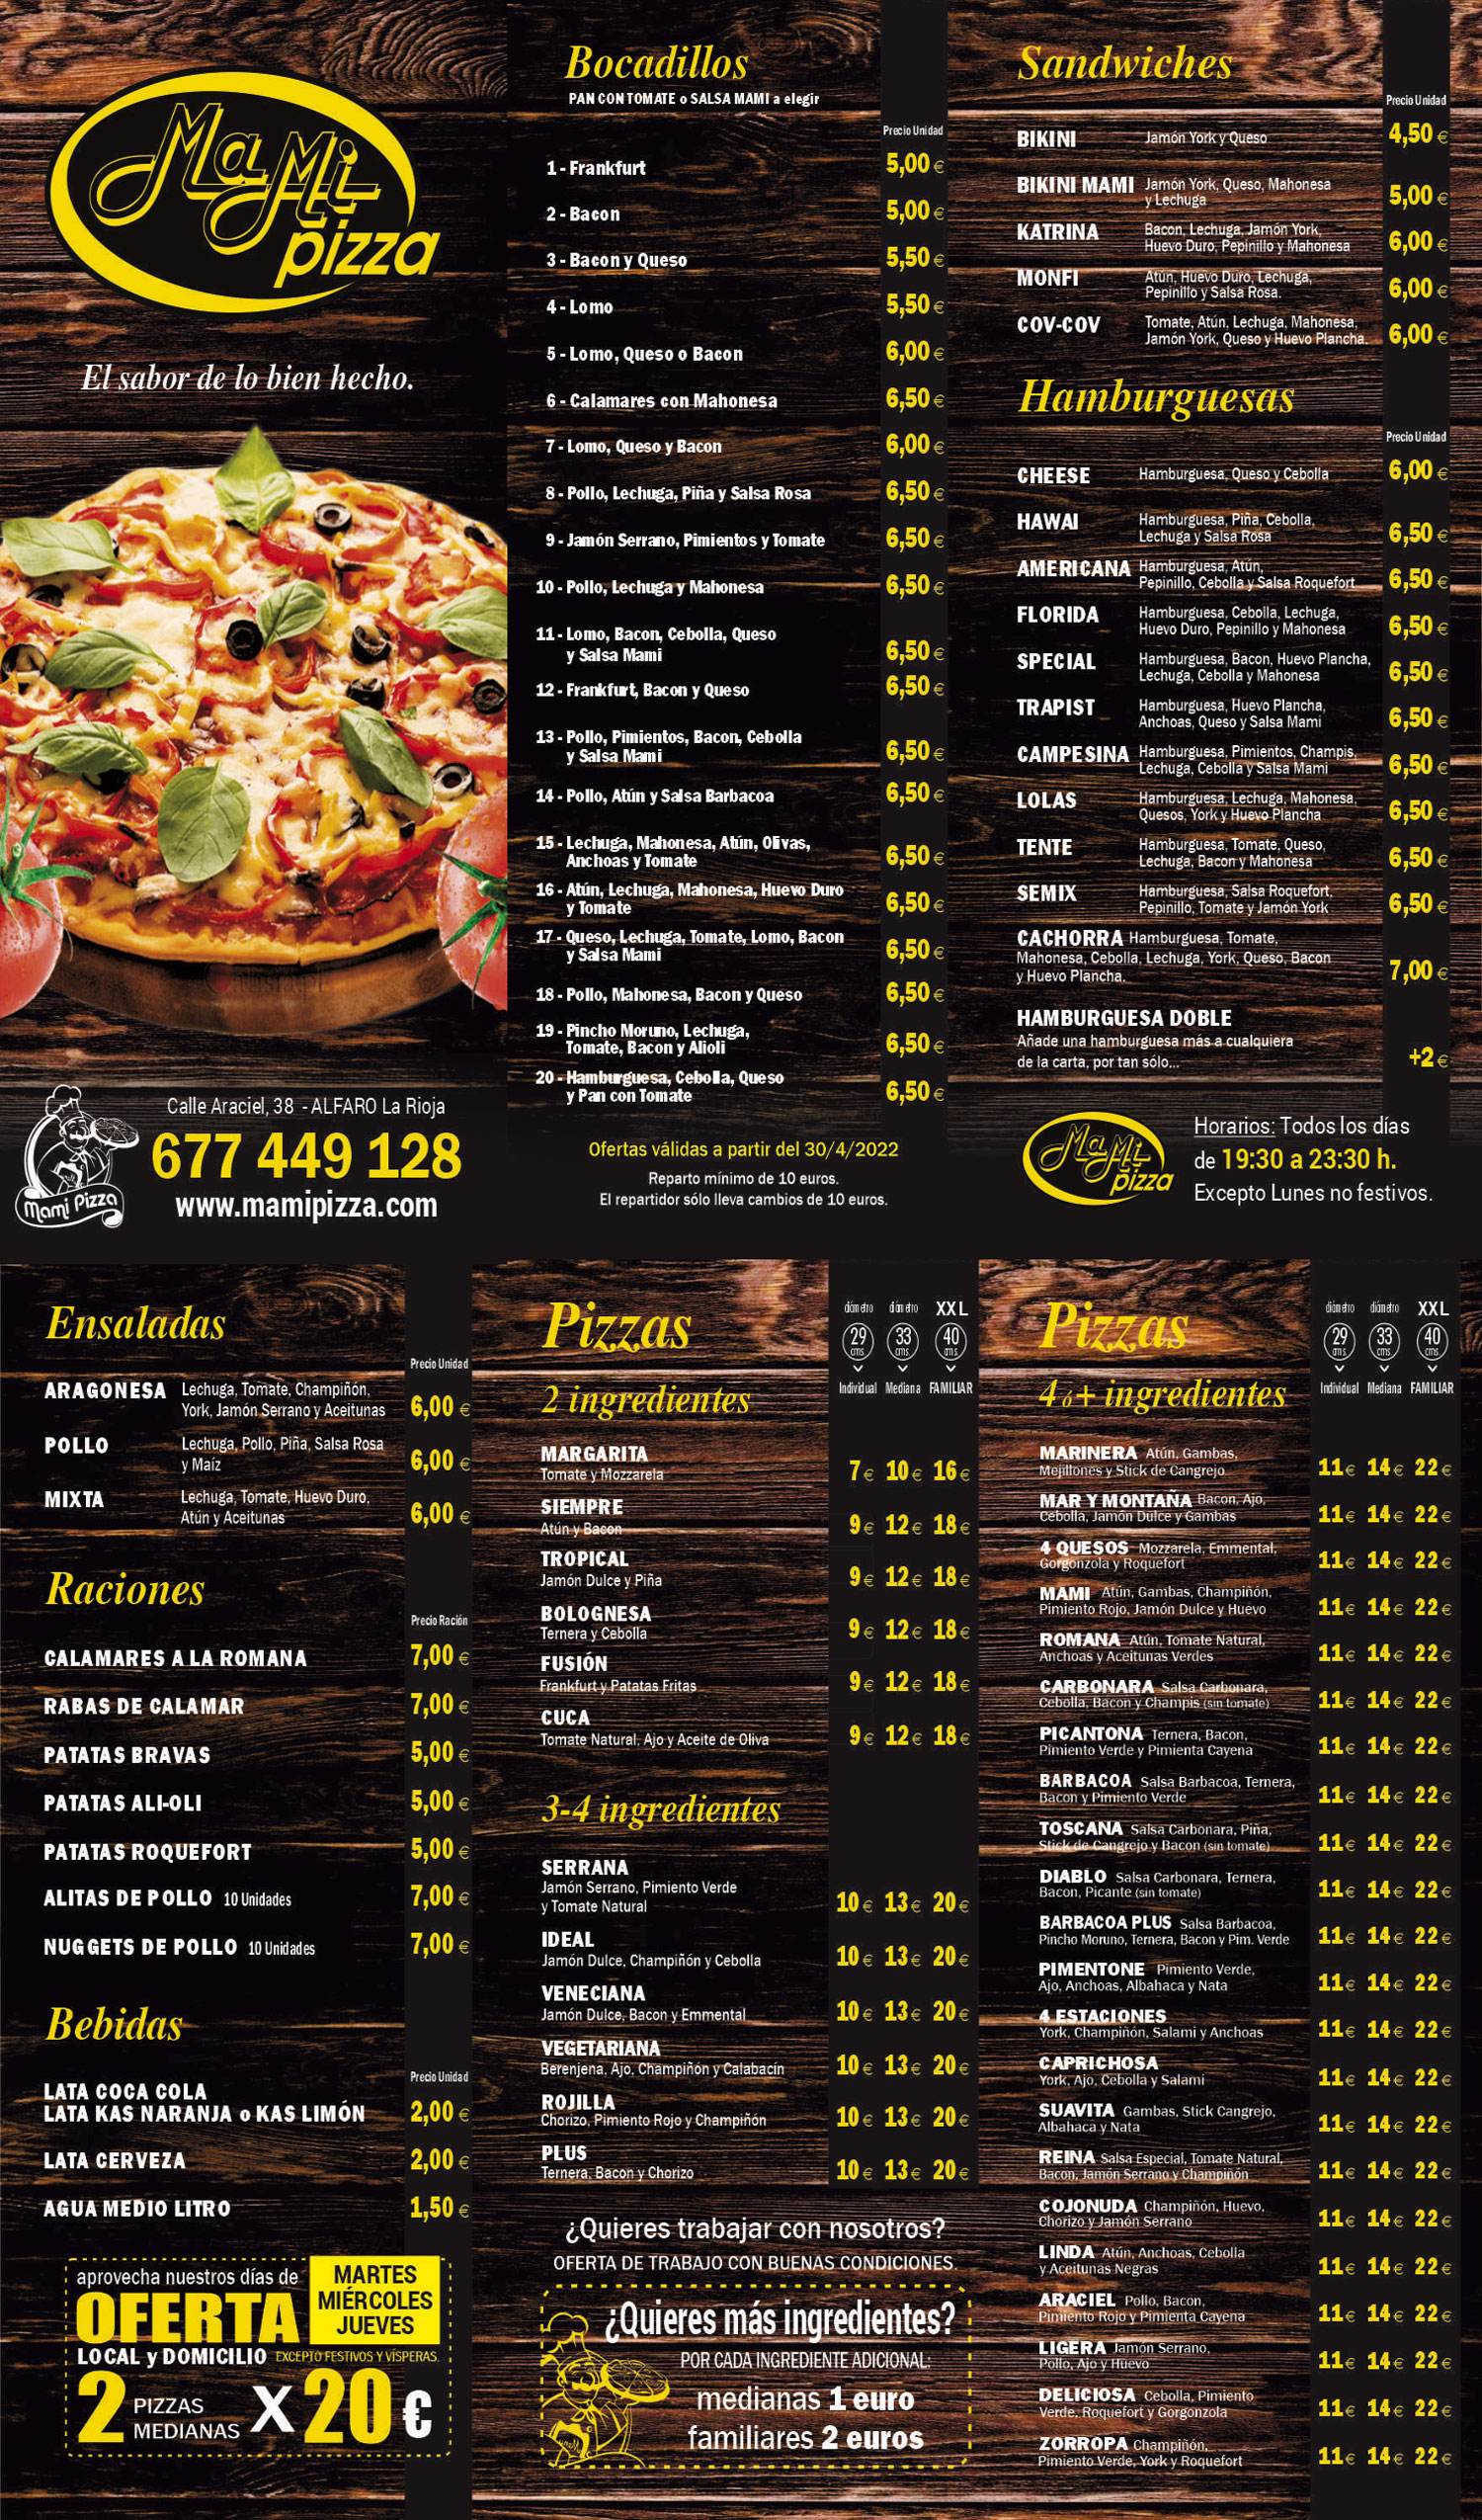 MaMi
pizza
El sabor de lo bien hecho.
Calle Araciel, 38 - ALFARO La Rioja
677 449 128
www.mamipizza.com
Mami Pizza
Bocadillos
PAN CON TOMATE o SALSA MAMI a elegir
Precio Unidad
1 - Frankfurt 5,00 €
2 - Bacon 5,00 €
3 - Bacon y Queso 5,50 €
4 - Lomo 5,50 €
5 - Lomo, Queso o Bacon 6,00 €
6 - Calamares con Mahonesa 6,50 €
7 - Lomo, Queso y Bacon 6,00 €
8 - Pollo, Lechuga, Piña y Salsa Rosa 6,50 €
9 - Jamón Serrano, Pimientos y Tomate 6,50 €
10 - Pollo, Lechuga y Mahonesa 6,50 €
11 - Lomo, Bacon, Cebolla, Queso
y Salsa Mami 6,50 €
12 - Frankfurt, Bacon y Queso 6,50 €
13 - Pollo, Pimientos, Bacon, Cebolla
y Salsa Mami 6,50 €
14 - Pollo, Atún y Salsa Barbacoa 6,50 €
15 - Lechuga, Mahonesa, Atún, Olivas,
Anchoas y Tomate 6,50 €
16 - Atún, Lechuga, Mahonesa, Huevo Duro
y Tomate 6,50 €
17 - Queso, Lechuga, Tomate, Lomo, Bacon
y Salsa Mami 6,50 €
18 - Pollo, Mahonesa, Bacon y Queso 6,50 €
19 - Pincho Moruno, Lechuga,
Tomate, Bacon y Alioli 6,50 €
20 - Hamburguesa, Cebolla, Queso
y Pan con Tomate 6,50 €
Ofertas válidas a partir del 30/4/2022
Reparto mínimo de 10 euros.
El repartidor sólo lleva cambios de 10 euros.
Sandwiches
Precio Unidad
BIKINI Jamón York y Queso 4,50 €
BIKINI MAMI Jamón York, Queso, Mahonesa
y Lechuga 5,00 €
KATRINA Bacon, Lechuga, Jamón York,
Huevo Duro, Pepinillo y Mahonesa 6,00 €
MONFI Atún, Huevo Duro, Lechuga,
Pepinillo y Salsa Rosa. 6,00 €
COV-COV Tomate, Atún, Lechuga, Mahonesa,
Jamón York, Queso y Huevo Plancha. 6,00 €
Hamburguesas
Precio Unidad
CHEESE Hamburguesa, Queso y Cebolla 6,00 €
HAWAI Hamburguesa, Piña, Cebolla,
Lechuga y Salsa Rosa 6,50 €
AMERICANA Hamburguesa, Atún,
Pepinillo, Cebolla y Salsa Roquefort 6,50 €
FLORIDA Hamburguesa, Cebolla, Lechuga,
Huevo Duro, Pepinillo y Mahonesa 6,50 €
SPECIAL Hamburguesa, Bacon, Huevo Plancha,
Lechuga, Cebolla y Mahonesa 6,50 €
TRAPIST Hamburguesa, Huevo Plancha,
Anchoas, Queso y Salsa Mami 6,50 €
CAMPESINA Hamburguesa, Pimientos, Champis,
Lechuga, Cebolla y Salsa Mami 6,50 €
LOLAS Hamburguesa, Lechuga, Mahonesa,
Quesos, York y Huevo Plancha 6,50 €
TENTE Hamburguesa, Tomate, Queso,
Lechuga, Bacon y Mahonesa 6,50 €
SEMIX Hamburguesa, Salsa Roquefort,
Pepinillo, Tomate y Jamón York 6,50 €
CACHORRA Hamburguesa, Tomate,
Mahonesa, Cebolla, Lechuga, York, Queso, Bacon
y Huevo Plancha. 7,00 €
HAMBURGUESA DOBLE
Añade una hamburguesa más a cualquiera
de la carta, por tan sólo... +2 €
MaMi
pizza
Horarios: Todos los días
de 19:30 a 23:30 h.
Excepto Lunes no festivos.
Ensaladas
Precio Unidad
ARAGONESA Lechuga, Tomate, Champiñón,
York, Jamón Serrano y Aceitunas 6,00 €
POLLO Lechuga, Pollo, Piña, Salsa Rosa
y Maíz 6,00 €
MIXTA Lechuga, Tomate, Huevo Duro,
Atún y Aceitunas 6,00 €
Raciones
Precio Ración
CALAMARES A LA ROMANA 7,00 €
RABAS DE CALAMAR 7,00 €
PATATAS BRAVAS 5,00 €
PATATAS ALI-OLI 5,00 €
PATATAS ROQUEFORT 5,00 €
ALITAS DE POLLO 10 Unidades 7,00 €
NUGGETS DE POLLO 10 Unidades 7,00 €
Bebidas
Precio Unidad
LATA COCA COLA
LATA KAS NARANJA o KAS LIMÓN 2,00 €
LATA CERVEZA 2,00 €
AGUA MEDIO LITRO 1,50 €
aprovecha nuestros días de
OFERTA
MARTES
MIÉRCOLES
JUEVES
LOCAL y DOMICILIO EXCEPTO FESTIVOS Y VÍSPERAS.
2 PIZZAS
MEDIANAS X 20 €
Pizzas
diámetro diámetro XXL
29 cms. 33 cms. 40 cms.
Individual Mediana FAMILIAR
2 ingredientes
MARGARITA
Tomate y Mozzarela 7 € 10 € 16 €
SIEMPRE
Atún y Bacon 9 € 12 € 18 €
TROPICAL
Jamón Dulce y Piña 9 € 12 € 18 €
BOLOGNESA
Ternera y Cebolla 9 € 12 € 18 €
FUSIÓN
Frankfurt y Patatas Fritas 9 € 12 € 18 €
CUCA
Tomate Natural, Ajo y Aceite de Oliva 9 € 12 € 18 €
3-4 ingredientes
SERRANA
Jamón Serrano, Pimiento Verde
y Tomate Natural 10 € 13 € 20 €
IDEAL
Jamón Dulce, Champiñón y Cebolla 10 € 13 € 20 €
VENECIANA
Jamón Dulce, Bacon y Emmental 10 € 13 € 20 €
VEGETARIANA
Berenjena, Ajo, Champiñón y Calabacín 10 € 13 € 20 €
ROJILLA
Chorizo, Pimiento Rojo y Champiñón 10 € 13 € 20 €
PLUS
Ternera, Bacon y Chorizo 10 € 13 € 20 €
¿Quieres trabajar con nosotros?
OFERTA DE TRABAJO CON BUENAS CONDICIONES.
¿Quieres más ingredientes?
POR CADA INGREDIENTE ADICIONAL:
medianas 1 euro
familiares 2 euros
Pizzas
diámetro diámetro XXL
29 cms. 33 cms. 40 cms.
Individual Mediana FAMILIAR
4 ó + ingredientes
MARINERA Atún, Gambas,
Mejillones y Stick de Cangrejo 11 € 14 € 22 €
MAR Y MONTAÑA Bacon, Ajo,
Cebolla, Jamón Dulce y Gambas 11 € 14 € 22 €
4 QUESOS Mozzarela, Emmental,
Gorgonzola y Roquefort 11 € 14 € 22 €
MAMI Atún, Gambas, Champiñón,
Pimiento Rojo, Jamón Dulce y Huevo 11 € 14 € 22 €
ROMANA Atún, Tomate Natural,
Anchoas y Aceitunas Verdes 11 € 14 € 22 €
CARBONARA Salsa Carbonara,
Cebolla, Bacon y Champis (sin tomate) 11 € 14 € 22 €
PICANTONA Ternera, Bacon,
Pimiento Verde y Pimienta Cayena 11 € 14 € 22 €
BARBACOA Salsa Barbacoa, Ternera,
Bacon y Pimiento Verde 11 € 14 € 22 €
TOSCANA Salsa Carbonara, Piña,
Stick de Cangrejo y Bacon (sin tomate) 11 € 14 € 22 €
DIABLO Salsa Carbonara, Ternera,
Bacon, Picante (sin tomate) 11 € 14 € 22 €
BARBACOA PLUS Salsa Barbacoa,
Pincho Moruno, Ternera, Bacon y Pim. Verde 11 € 14 € 22 €
PIMENTONE Pimiento Verde,
Ajo, Anchoas, Albahaca y Nata 11 € 14 € 22 €
4 ESTACIONES
York, Champiñón, Salami y Anchoas 11 € 14 € 22 €
CAPRICHOSA
York, Ajo, Cebolla y Salami 11 € 14 € 22 €
SUAVITA Gambas, Stick Cangrejo,
Albahaca y Nata 11 € 14 € 22 €
REINA Salsa Especial, Tomate Natural,
Bacon, Jamón Serrano y Champiñón 11 € 14 € 22 €
COJONUDA Champiñón, Huevo,
Chorizo y Jamón Serrano 11 € 14 € 22 €
LINDA Atún, Anchoas, Cebolla
y Aceitunas Negras 11 € 14 € 22 €
ARACIEL Pollo, Bacon,
Pimiento Rojo y Pimienta Cayena 11 € 14 € 22 €
LIGERA Jamón Serrano,
Pollo, Ajo y Huevo 11 € 14 € 22 €
DELICIOSA Cebolla, Pimiento
Verde, Roquefort y Gorgonzola 11 € 14 € 22 €
ZORROPA Champiñón,
Pimiento Verde, York y Roquefort 11 € 14 € 22 €